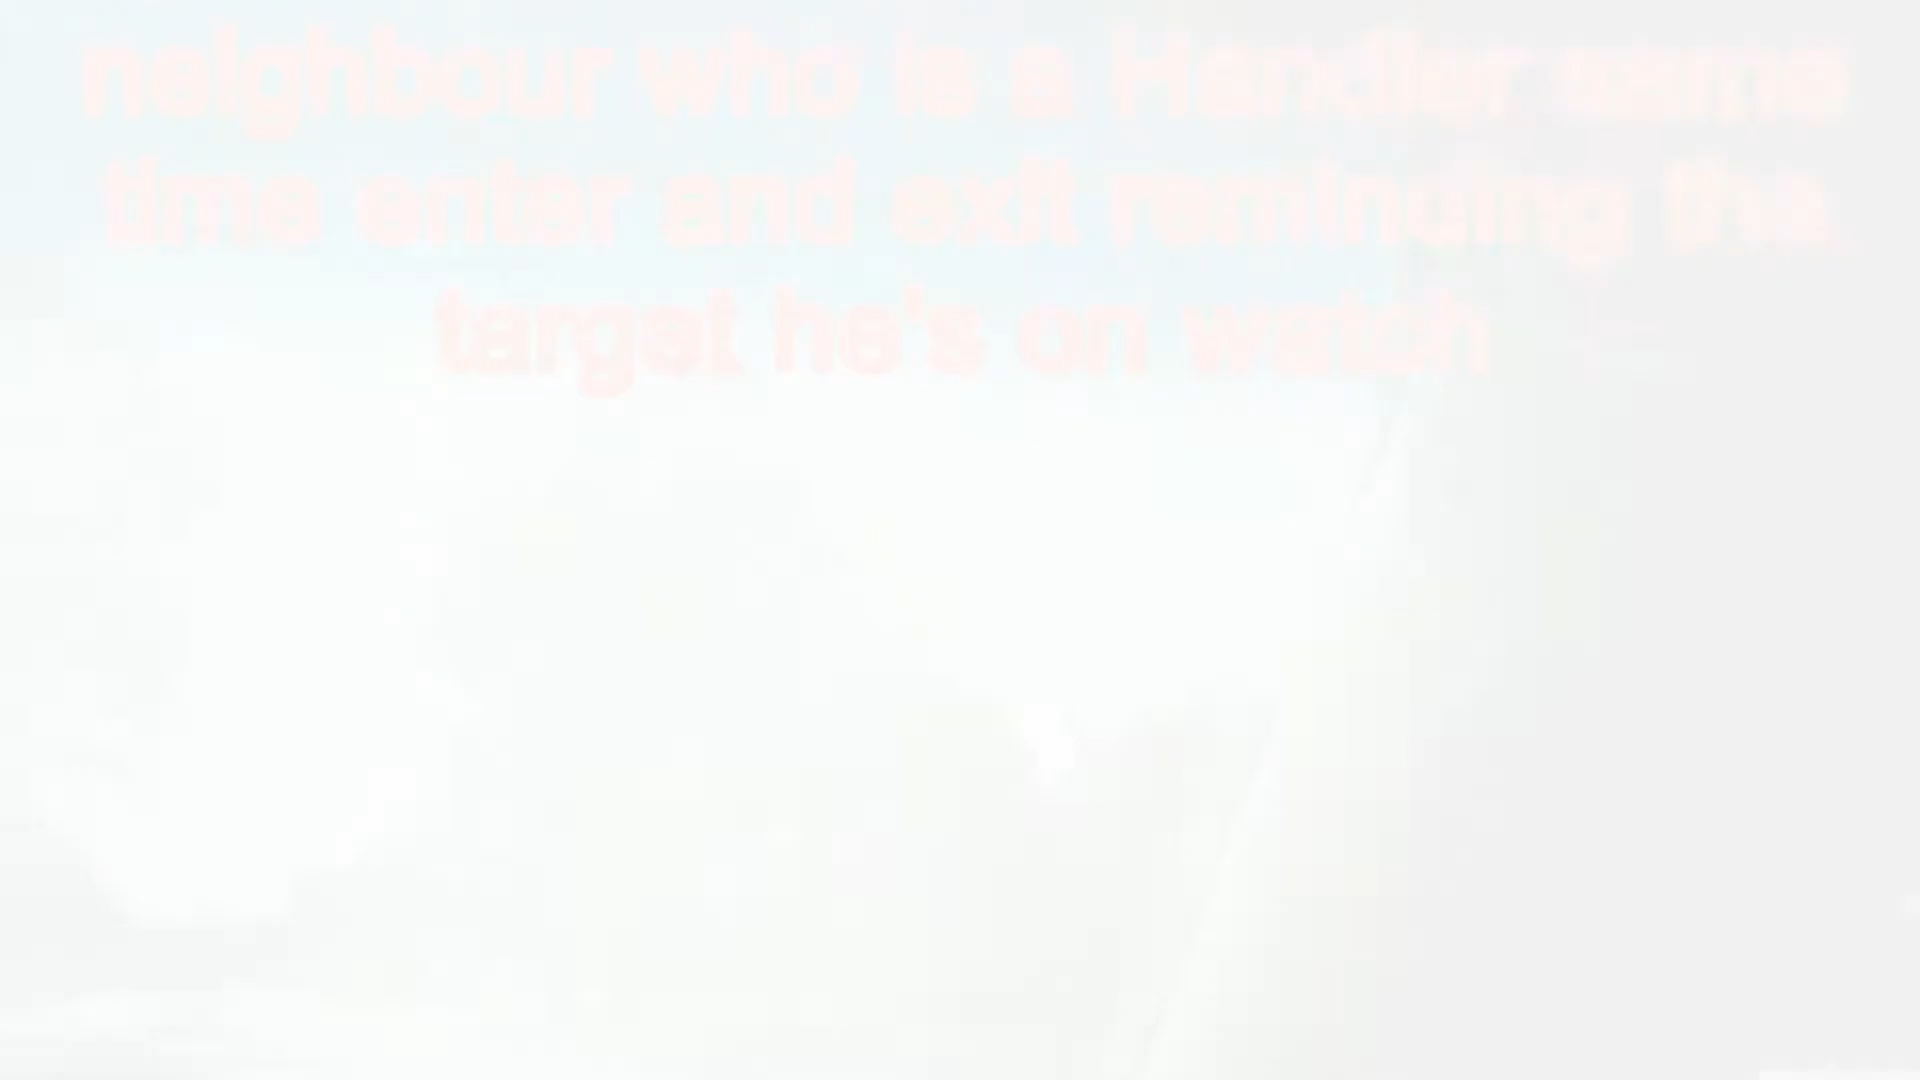 neighbour who is a Handler same
time enter and exit reminding the
target he's on watch